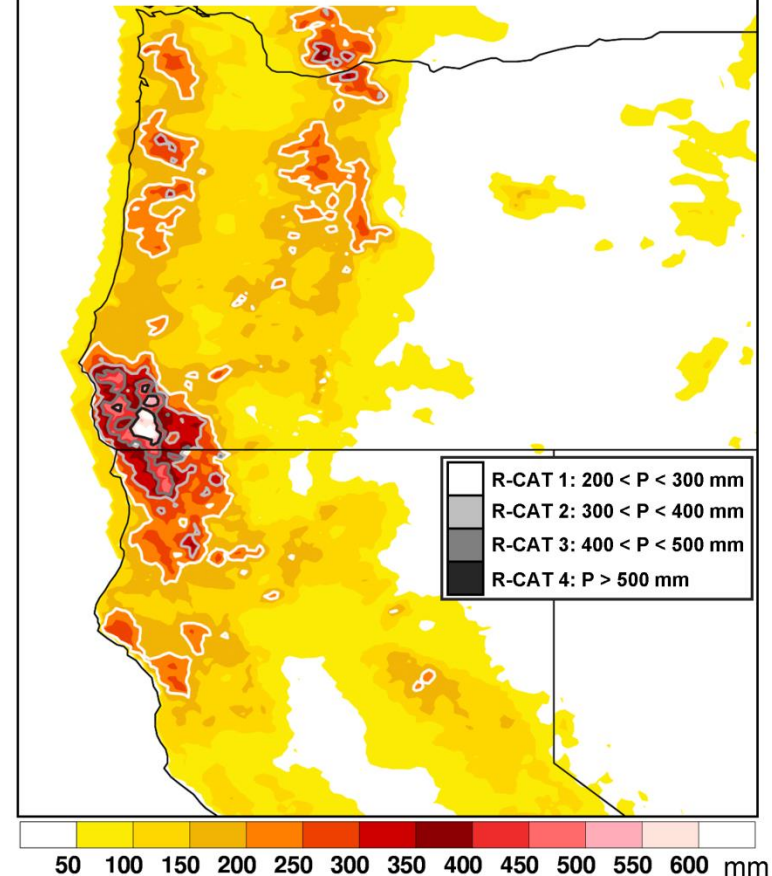 R-CAT 1: 200 < P < 300 mm
R-CAT 2: 300 < P < 400 mm
R-CAT 3: 400 < P < 500 mm
R-CAT 4: P > 500 mm
50 100 150 200 250 300 350 400 450 500 550 600 mm